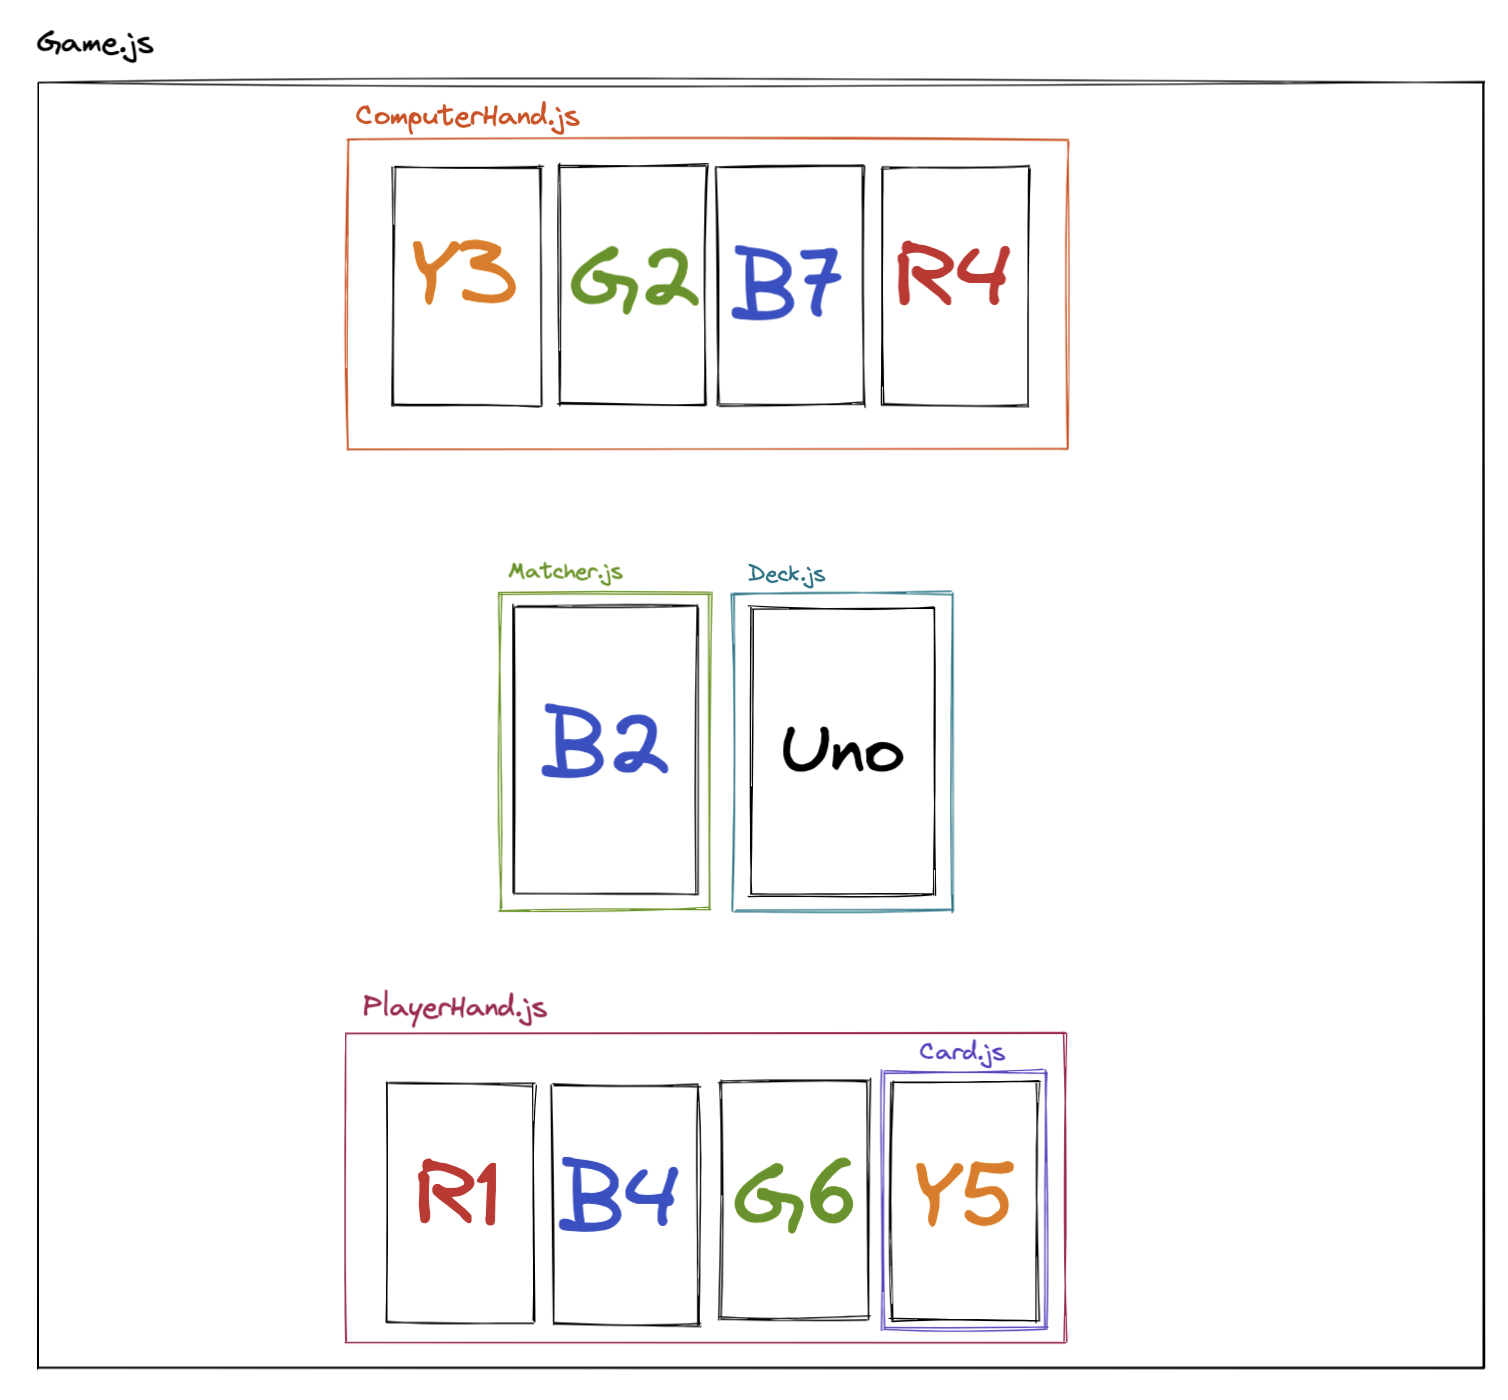 Game.js
ComputerHand.js
Y3 G2 B7 R4
Matcher.js Deck.js
B2 Uno
PlayerHand.js
Card.js
R1 B4 G6 Y5